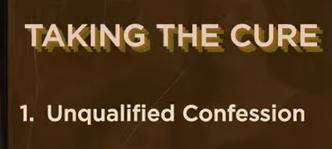 TAKING THE CURE
1. Unqualified Confession